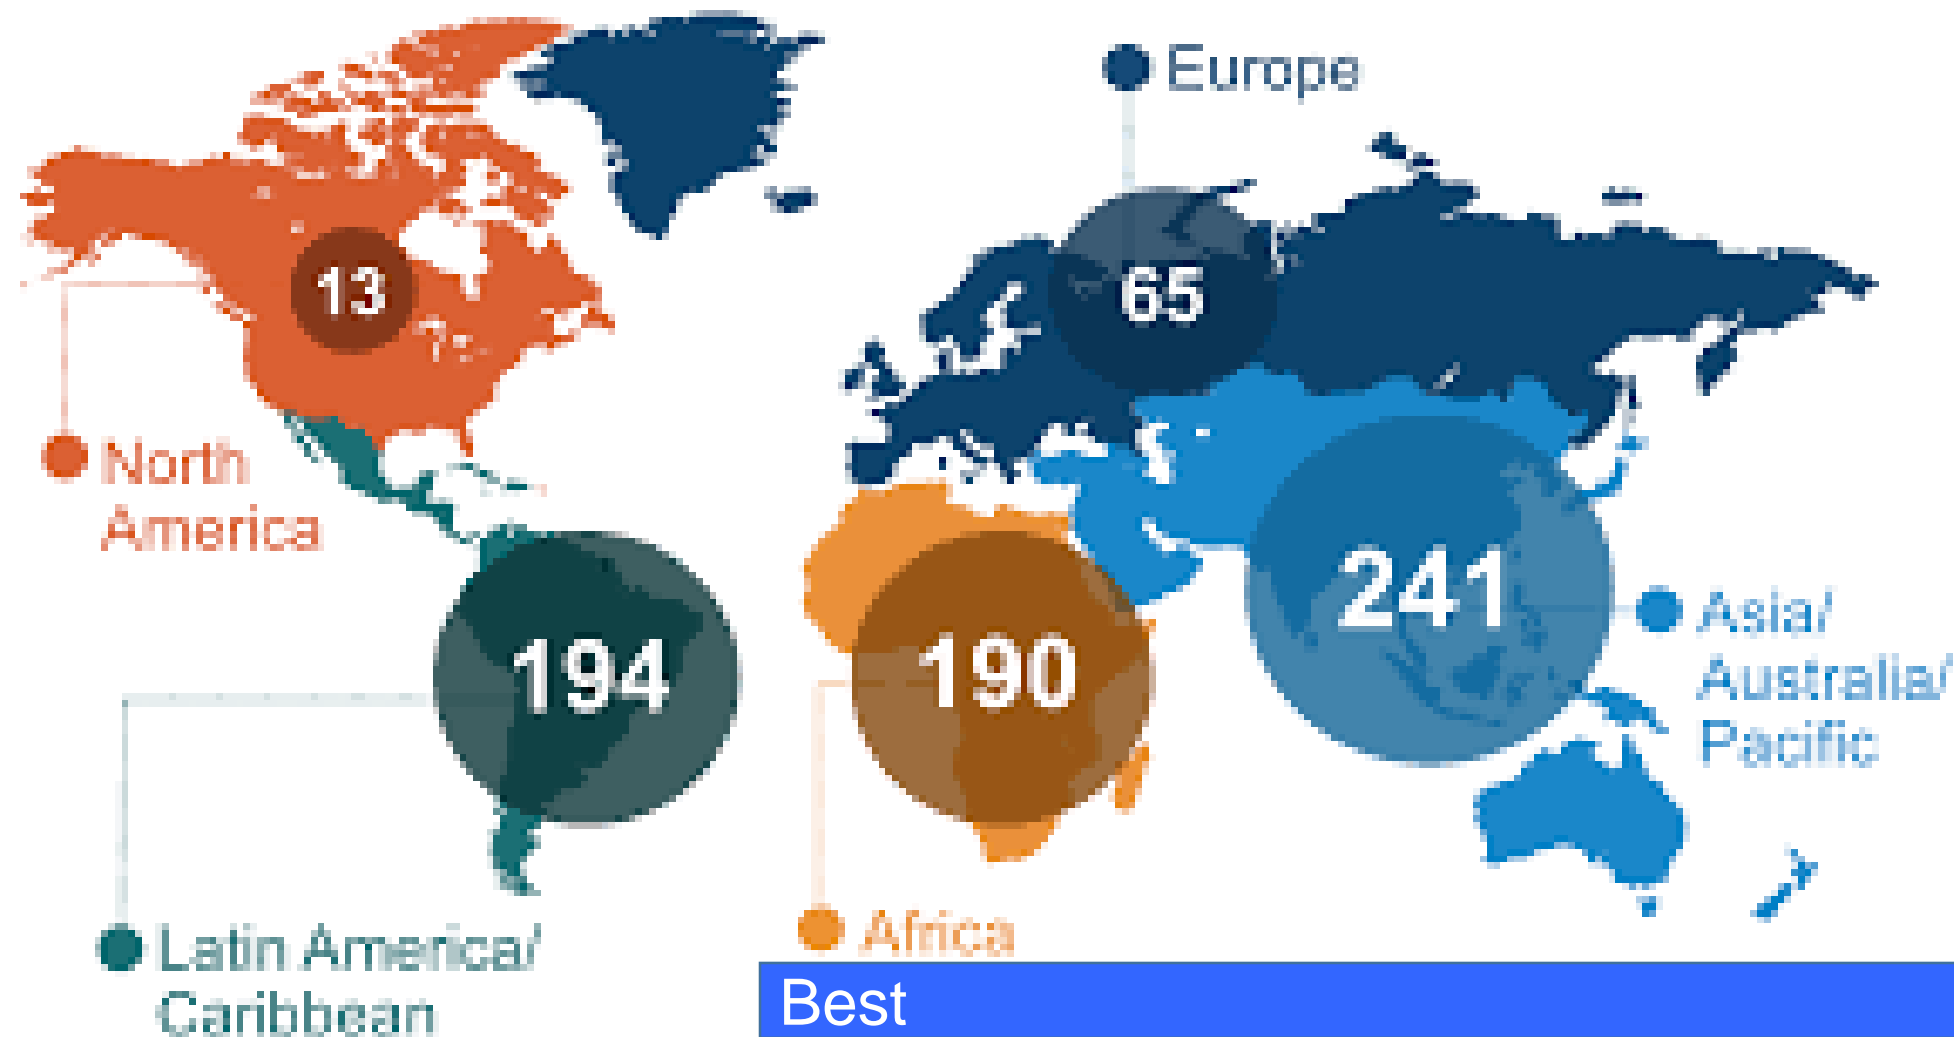 Europe
13
65
North
America
241
Asia/
Australia/
Pacific
194
190
Latin America/
Caribbean
Africa
Best